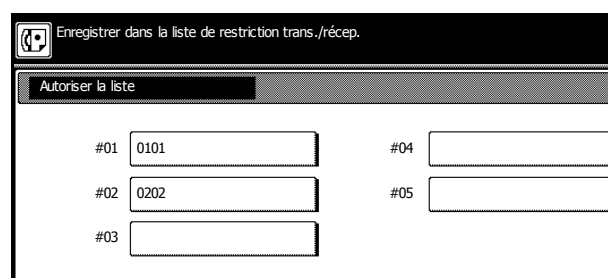 Enregistrer dans la liste de restriction trans./récep.
Autoriser la liste
#01 0101 #04
#02 0202 #05
#03